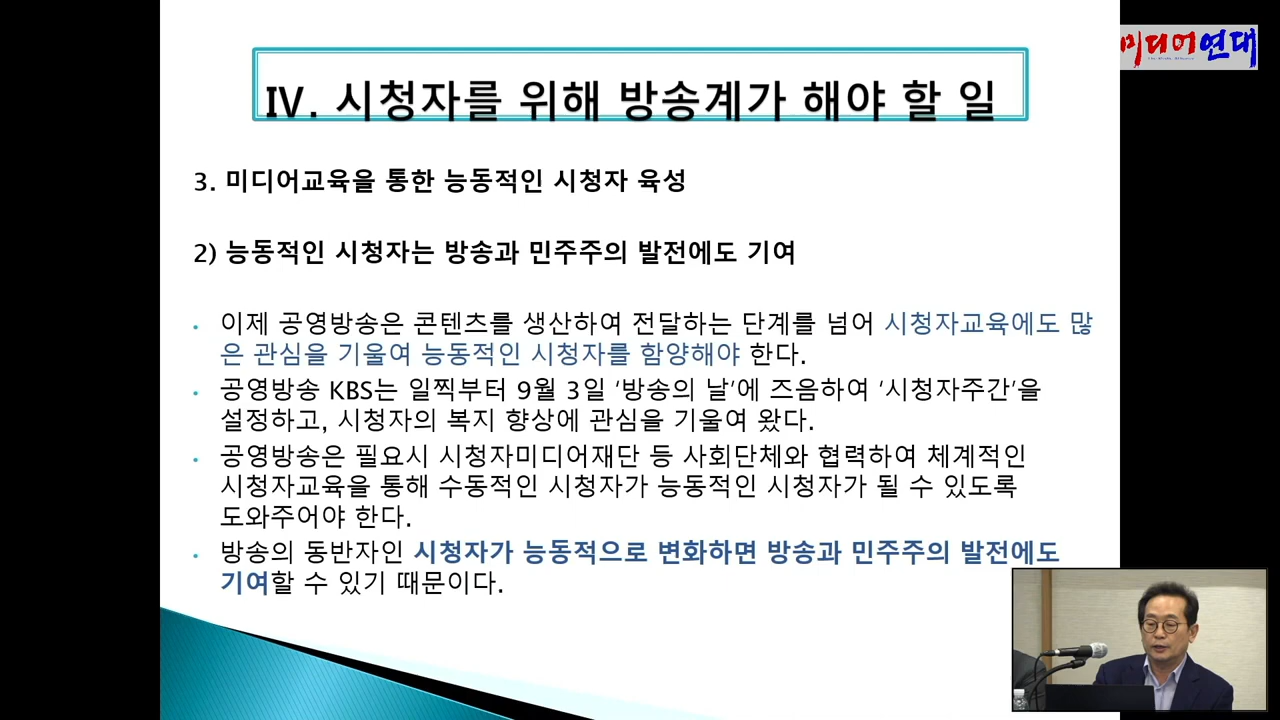 미디어연대
Ⅳ. 시청자를 위해 방송계가 해야 할 일
3. 미디어교육을 통한 능동적인 시청자 육성
2) 능동적인 시청자는 방송과 민주주의 발전에도 기여
• 이제 공영방송은 콘텐츠를 생산하여 전달하는 단계를 넘어 시청자교육에도 많
은 관심을 기울여 능동적인 시청자를 함양해야 한다.
• 공영방송 KBS는 일찍부터 9월 3일 ‘방송의 날’에 즈음하여 ‘시청자주간’을
설정하고, 시청자의 복지 향상에 관심을 기울여 왔다.
• 공영방송은 필요시 시청자미디어재단 등 사회단체와 협력하여 체계적인
시청자교육을 통해 수동적인 시청자가 능동적인 시청자가 될 수 있도록
도와주어야 한다.
• 방송의 동반자인 시청자가 능동적으로 변화하면 방송과 민주주의 발전에도
기여할 수 있기 때문이다.